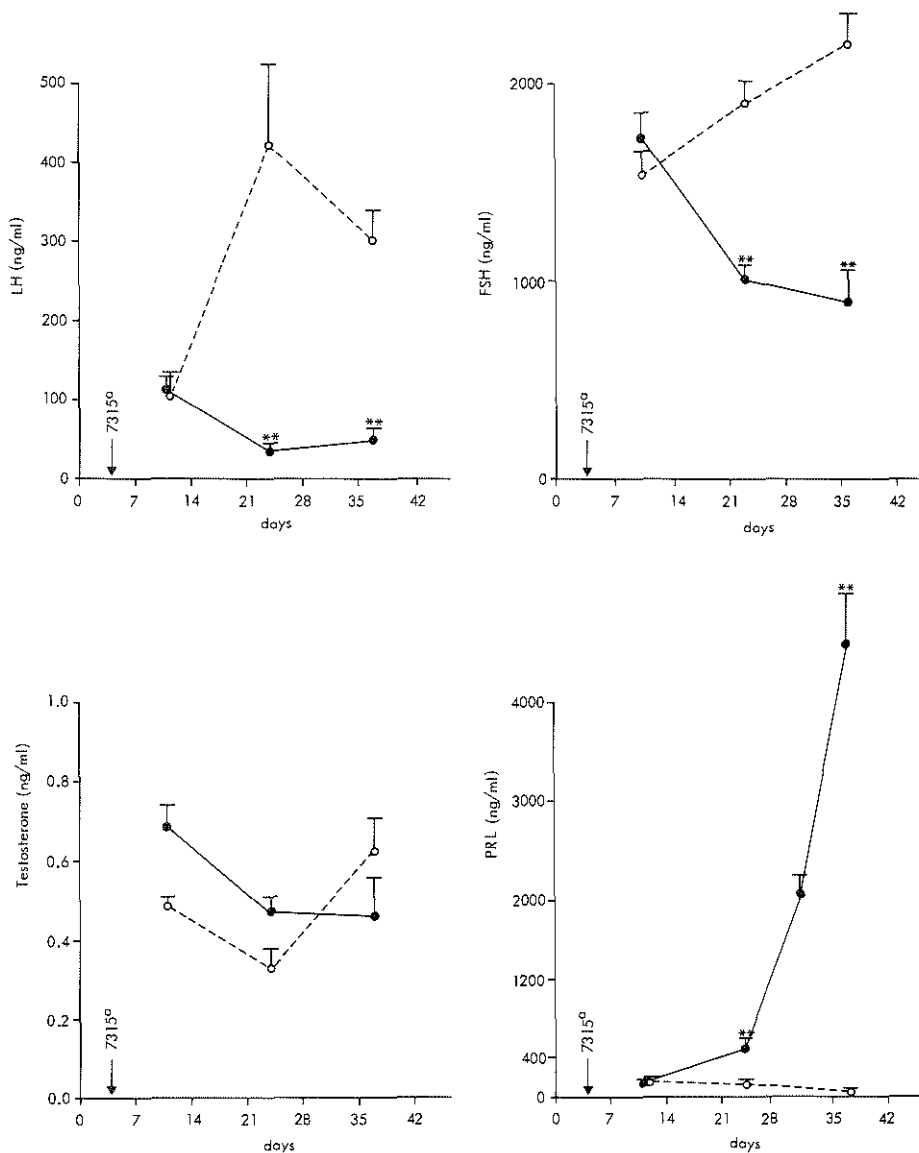 500
400
300
200
100
0
LH (ng/ml)
7315a
**
**
0 7 14 21 28 35 42
days
2000
1000
0
FSH (ng/ml)
7315a
**
**
0 7 14 21 28 35 42
days
1.0
0.8
0.6
0.4
0.2
0.0
Testosterone (ng/ml)
7315a
0 7 14 21 28 35 42
days
**
4000
3000
2000
1200
400
0
PRL (ng/ml)
7315a
**
0 7 14 21 28 35 42
days